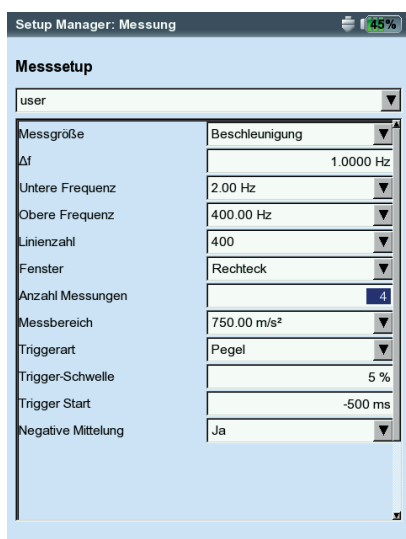 Setup Manager: Messung 45%
Messsetup
user
Messgröße Beschleunigung
Δf 1.0000 Hz
Untere Frequenz 2.00 Hz
Obere Frequenz 400.00 Hz
Linienzahl 400
Fenster Rechteck
Anzahl Messungen 4
Messbereich 750.00 m/s²
Triggerart Pegel
Trigger-Schwelle 5 %
Trigger Start -500 ms
Negative Mittelung Ja